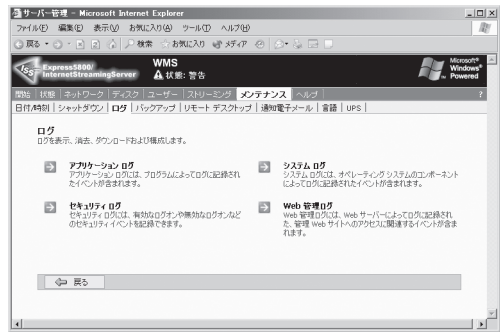 サーバー管理 - Microsoft Internet Explorer
ファイル(F) 編集(E) 表示(V) お気に入り(A) ツール(T) ヘルプ(H)
戻る 検索 お気に入り メディア
Express5800/
InternetStreamingServer
WMS
状態: 警告
Microsoft®
Windows®
Powered
開始 状態 ネットワーク ディスク ユーザー ストリーミング メンテナンス ヘルプ ?
日付/時刻 シャットダウン ログ バックアップ リモート デスクトップ 通知電子メール 言語 UPS
ログ
ログを表示、消去、ダウンロードおよび構成します。
アプリケーション ログ
アプリケーション ログには、プログラムによってログに記録され
たイベントが含まれます。
システム ログ
システム ログには、オペレーティング システムのコンポーネント
によってログに記録されたイベントが含まれます。
セキュリティ ログ
セキュリティ ログには、有効なログオンや無効なログオンなど
のセキュリティ イベントを記録できます。
Web 管理ログ
Web 管理ログには、Web サーバーによってログに記録され
た、管理 Web サイトへのアクセスに関連するイベントが含ま
れます。
戻る